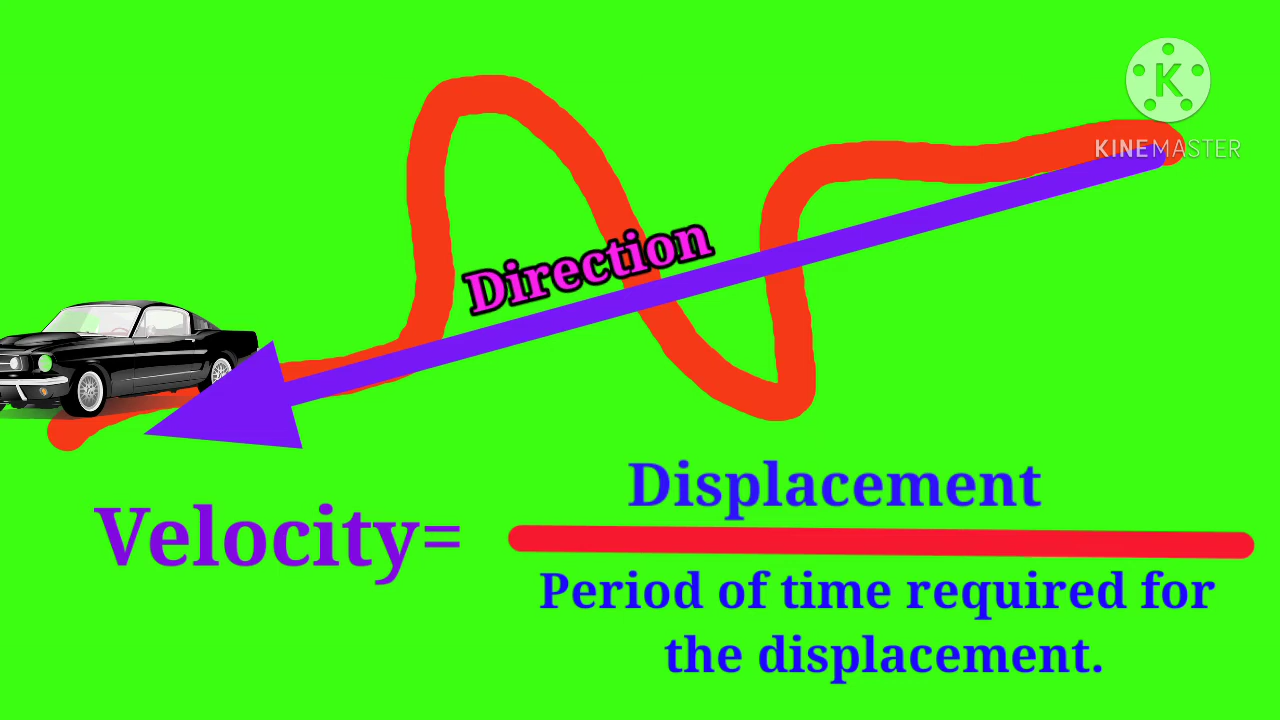 K
KINEMASTER
Direction
Displacement
Velocity=
Period of time required for
the displacement.